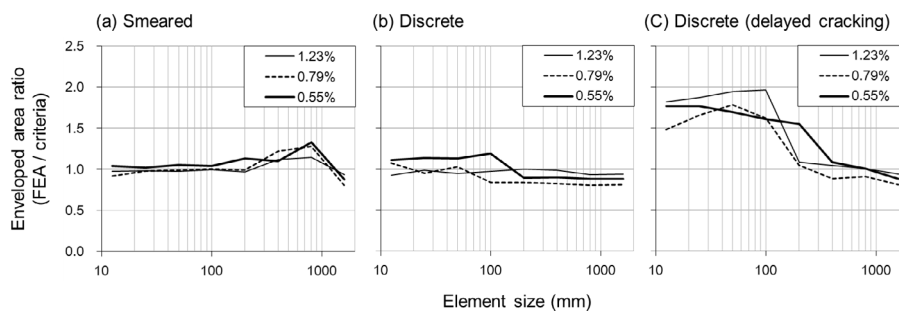 (a) Smeared
(b) Discrete
(C) Discrete (delayed cracking)
Enveloped area ratio
(FEA / criteria)
2.5
2.0
1.5
1.0
0.5
0.0
1.23%
0.79%
0.55%
1.23%
0.79%
0.55%
1.23%
0.79%
0.55%
10 100 1000
10 100 1000
10 100 1000
Element size (mm)